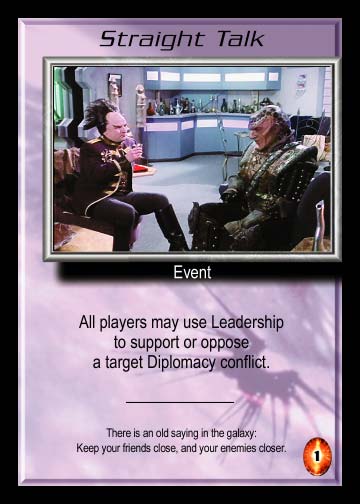 Straight Talk
Event
All players may use Leadership
to support or oppose
a target Diplomacy conflict.
There is an old saying in the galaxy:
Keep your friends close, and your enemies closer.
1